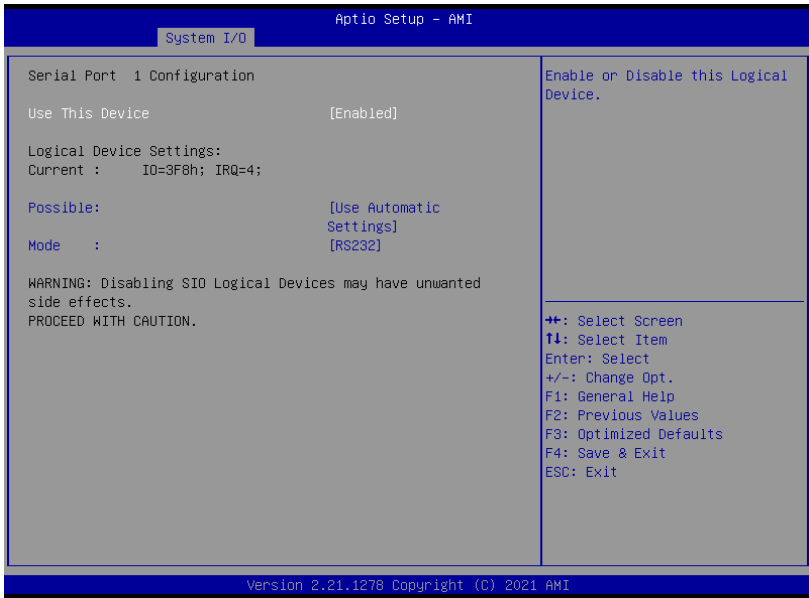 Aptio Setup – AMI
System I/O
Serial Port 1 Configuration
Use This Device [Enabled]
Logical Device Settings:
Current : IO=3F8h; IRQ=4;
Possible: [Use Automatic
Settings]
Mode : [RS232]
WARNING: Disabling SIO Logical Devices may have unwanted
side effects.
PROCEED WITH CAUTION.
Enable or Disable this Logical
Device.
→←: Select Screen
↑↓: Select Item
Enter: Select
+/-: Change Opt.
F1: General Help
F2: Previous Values
F3: Optimized Defaults
F4: Save & Exit
ESC: Exit
Version 2.21.1278 Copyright (C) 2021 AMI